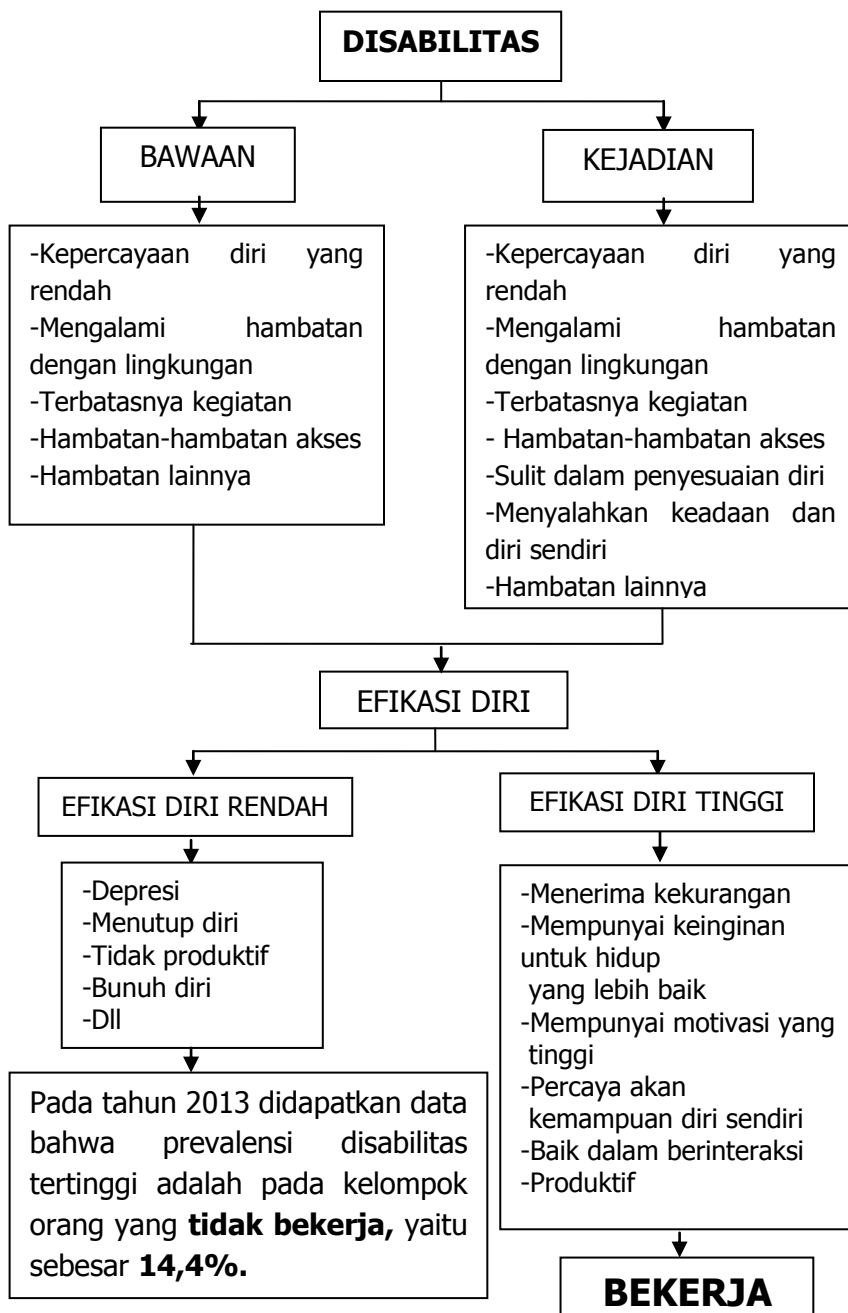 DISABILITAS
BAWAAN
KEJADIAN
-Kepercayaan diri yang
rendah
-Mengalami hambatan
dengan lingkungan
-Terbatasnya kegiatan
-Hambatan-hambatan akses
-Hambatan lainnya
-Kepercayaan diri yang
rendah
-Mengalami hambatan
dengan lingkungan
-Terbatasnya kegiatan
- Hambatan-hambatan akses
-Sulit dalam penyesuaian diri
-Menyalahkan keadaan dan
diri sendiri
-Hambatan lainnya
EFIKASI DIRI
EFIKASI DIRI RENDAH
EFIKASI DIRI TINGGI
-Depresi
-Menutup diri
-Tidak produktif
-Bunuh diri
-Dll
-Menerima kekurangan
-Mempunyai keinginan
untuk hidup
yang lebih baik
-Mempunyai motivasi yang
tinggi
-Percaya akan
kemampuan diri sendiri
-Baik dalam berinteraksi
-Produktif
Pada tahun 2013 didapatkan data
bahwa prevalensi disabilitas
tertinggi adalah pada kelompok
orang yang tidak bekerja, yaitu
sebesar 14,4%.
BEKERJA